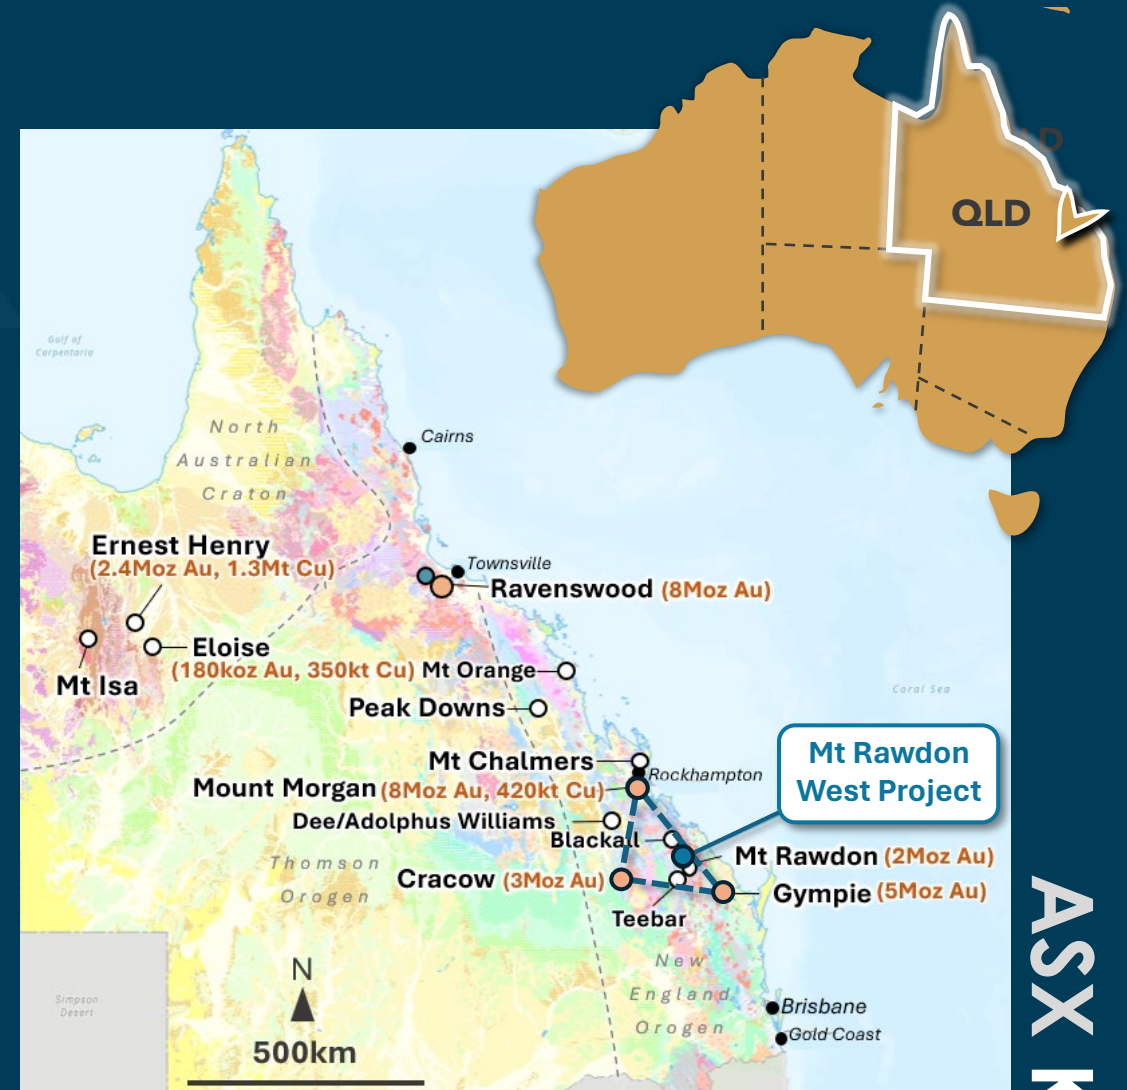 QLD
Gulf of
Carpentaria
North
Australian
Craton
Cairns
Ernest Henry
(2.4Moz Au, 1.3Mt Cu)
Townsville
Ravenswood (8Moz Au)
Eloise
(180koz Au, 350kt Cu)
Mt Orange
Mt Isa
Coral Sea
Peak Downs
Mt Rawdon
West Project
Mt Chalmers
Rockhampton
Mount Morgan (8Moz Au, 420kt Cu)
Dee/Adolphus Williams
Blackall
Mt Rawdon (2Moz Au)
Thomson
Orogen
Cracow (3Moz Au)
Gympie (5Moz Au)
Teebar
New
England
Orogen
Simpson
Desert
N
500km
Brisbane
Gold Coast
ASX